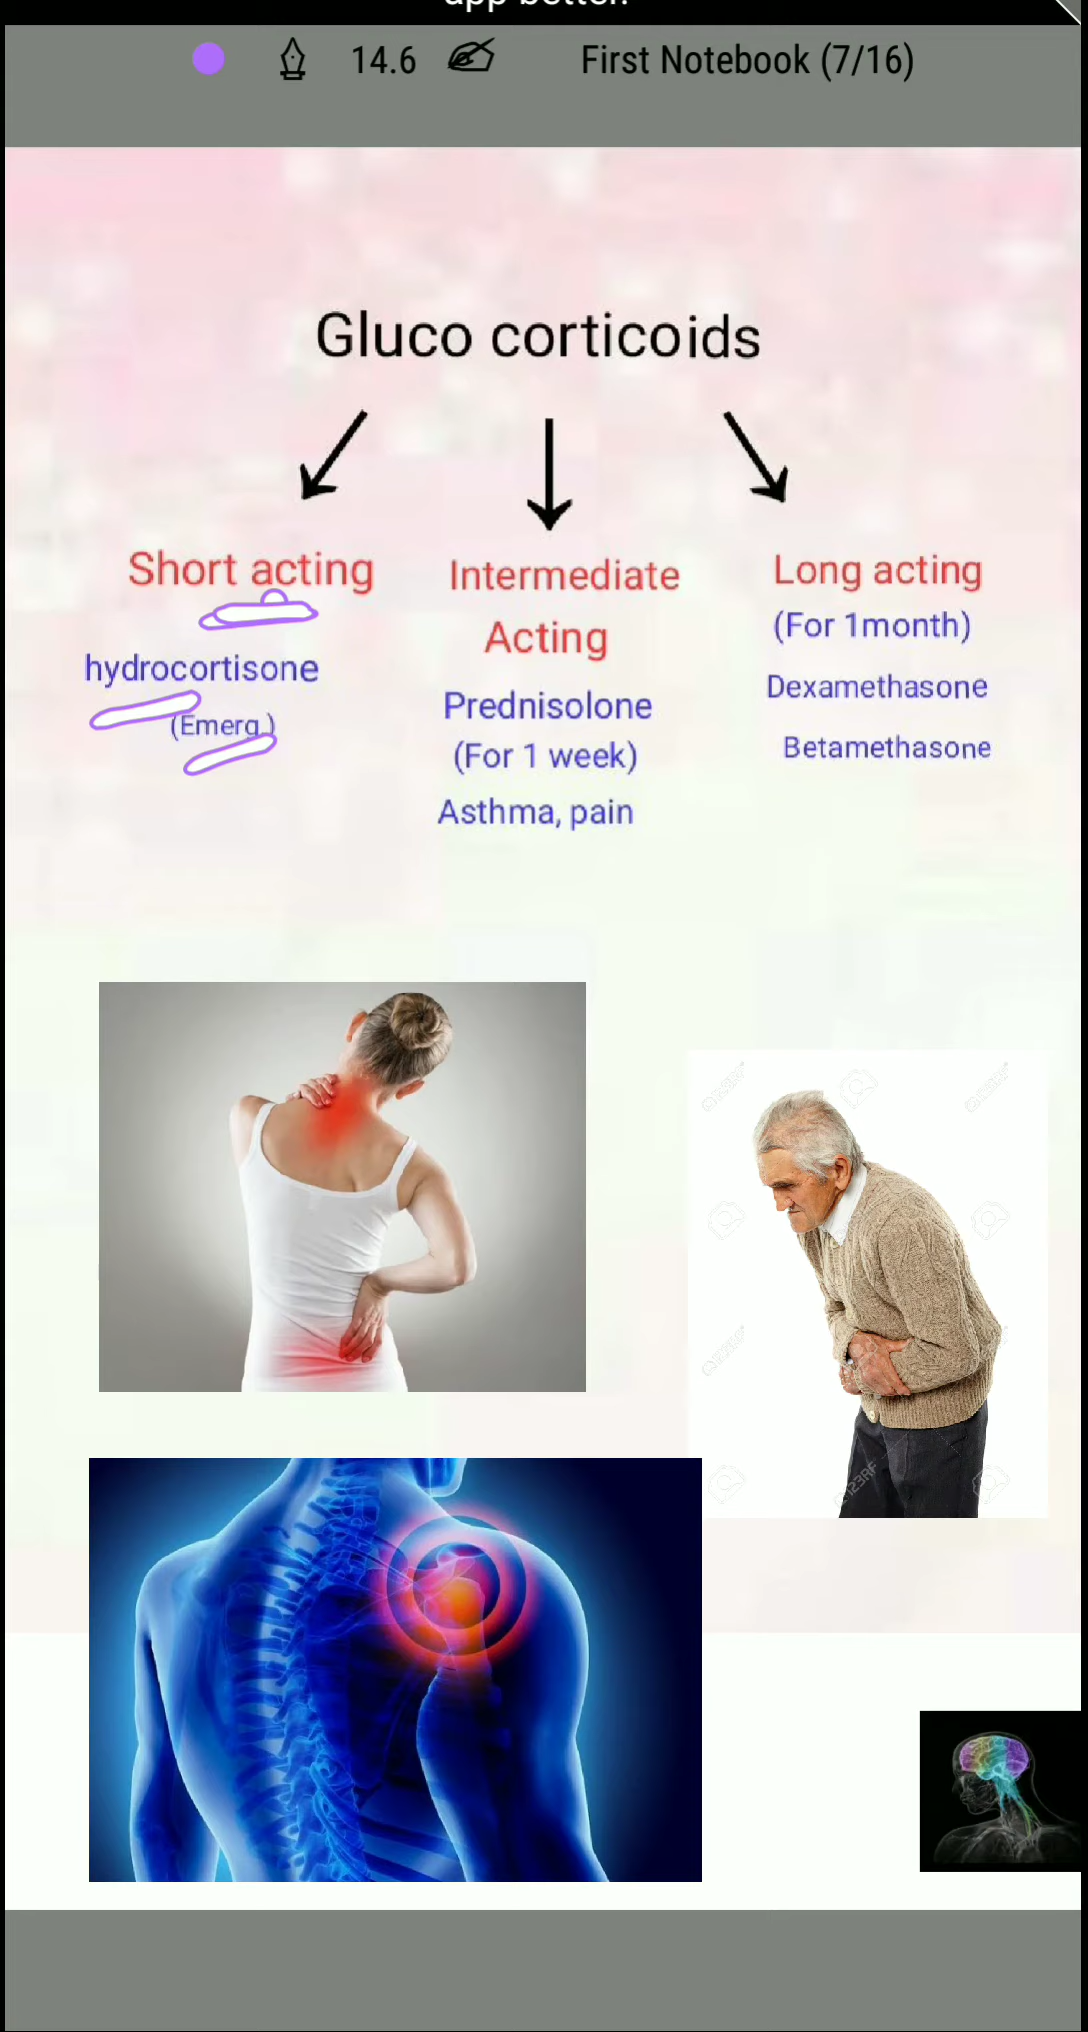 14.6 First Notebook (7/16)
Gluco corticoids
Short acting
hydrocortisone
(Emerg.)
Intermediate
Acting
Prednisolone
(For 1 week)
Asthma, pain
Long acting
(For 1month)
Dexamethasone
Betamethasone
123RF